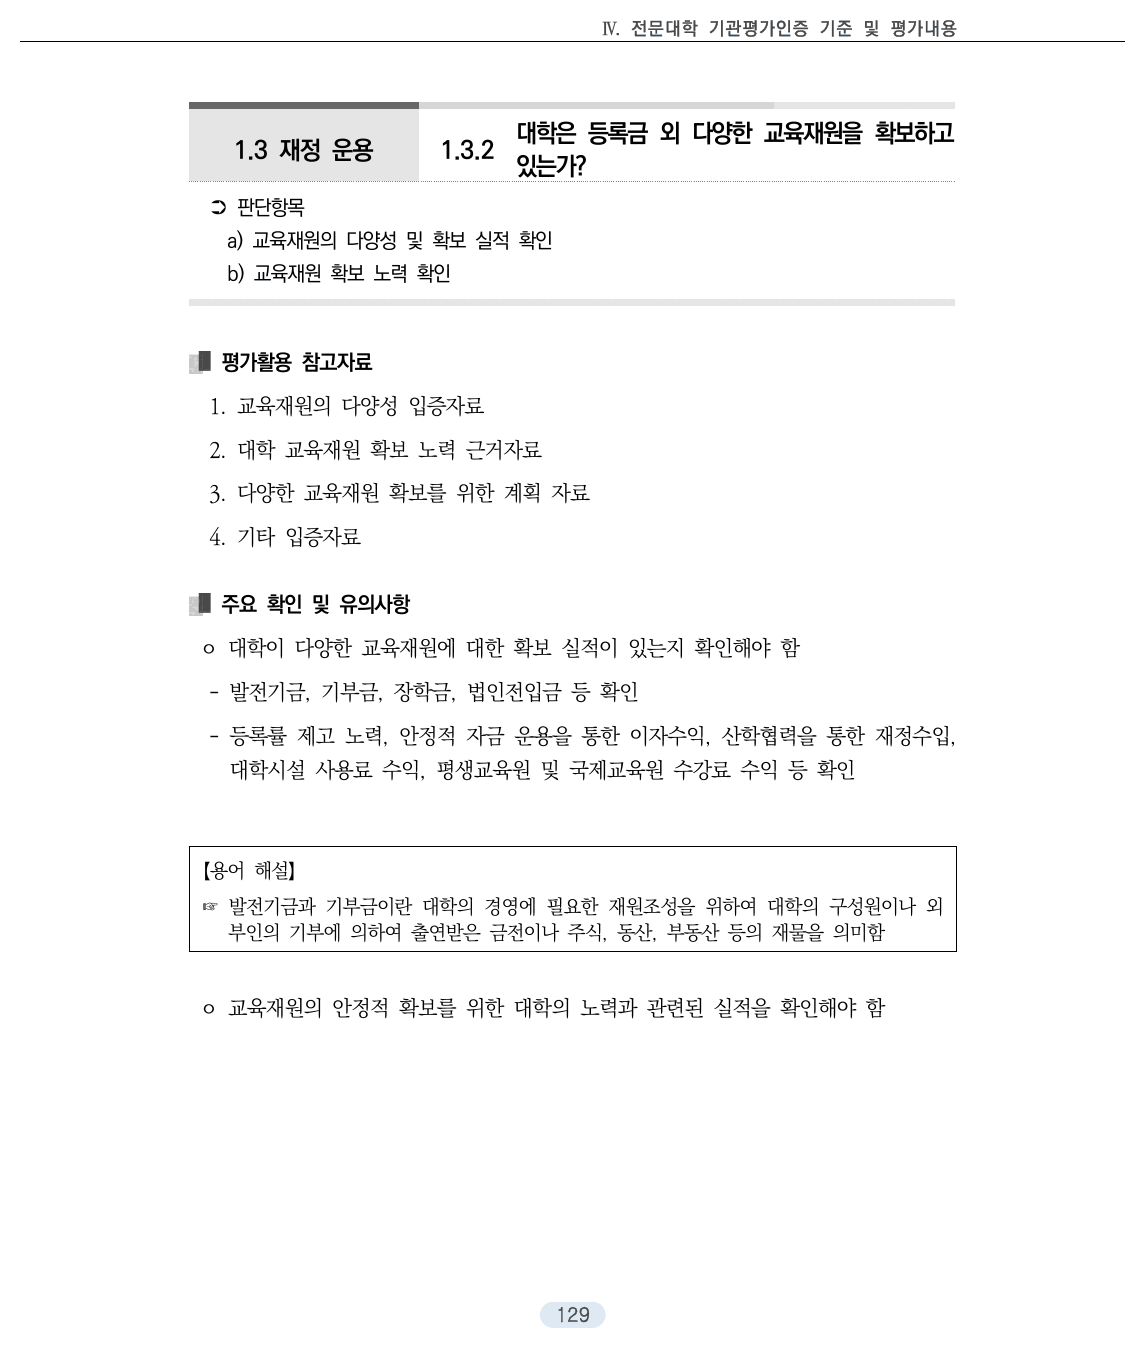 Ⅳ. 전문대학 기관평가인증 기준 및 평가내용
1.3 재정 운용
1.3.2
대학은 등록금 외 다양한 교육재원을 확보하고
있는가?
➲ 판단항목
a) 교육재원의 다양성 및 확보 실적 확인
b) 교육재원 확보 노력 확인
평가활용 참고자료
1. 교육재원의 다양성 입증자료
2. 대학 교육재원 확보 노력 근거자료
3. 다양한 교육재원 확보를 위한 계획 자료
4. 기타 입증자료
주요 확인 및 유의사항
ㅇ 대학이 다양한 교육재원에 대한 확보 실적이 있는지 확인해야 함
- 발전기금, 기부금, 장학금, 법인전입금 등 확인
- 등록률 제고 노력, 안정적 자금 운용을 통한 이자수익, 산학협력을 통한 재정수입,
대학시설 사용료 수익, 평생교육원 및 국제교육원 수강료 수익 등 확인
【용어 해설】
☞ 발전기금과 기부금이란 대학의 경영에 필요한 재원조성을 위하여 대학의 구성원이나 외
부인의 기부에 의하여 출연받은 금전이나 주식, 동산, 부동산 등의 재물을 의미함
ㅇ 교육재원의 안정적 확보를 위한 대학의 노력과 관련된 실적을 확인해야 함
129